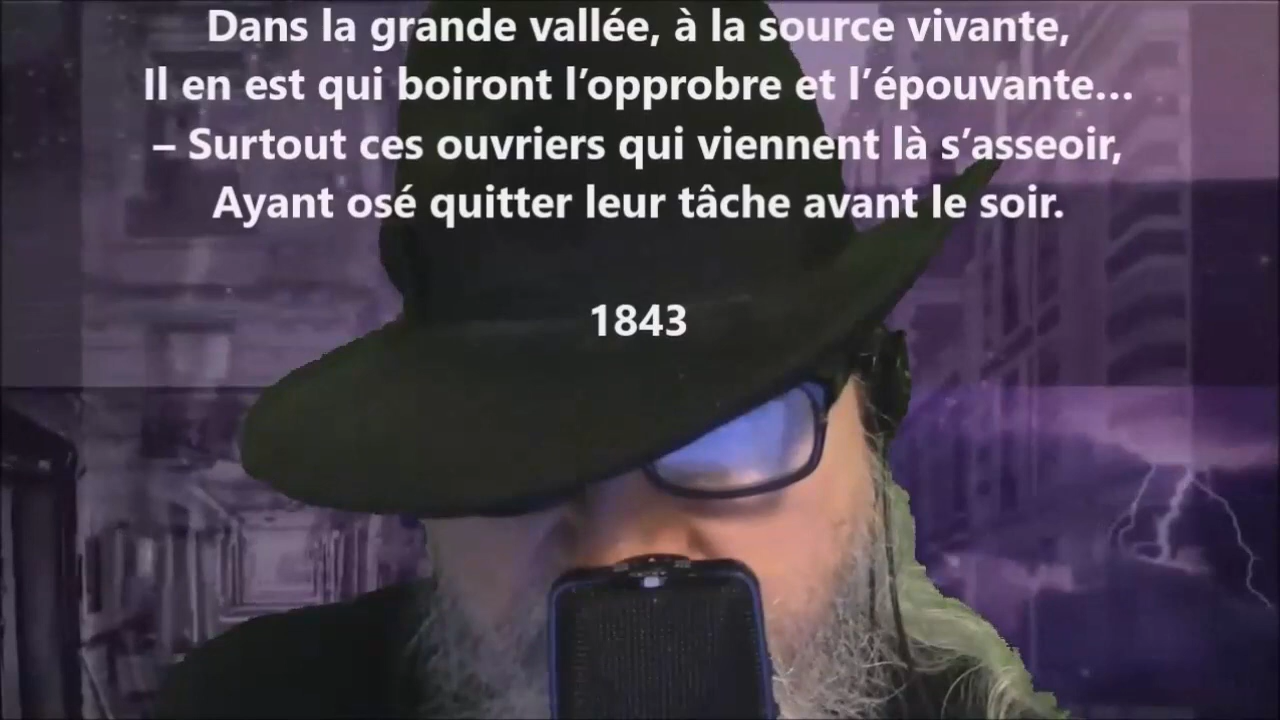 Dans la grande vallée, à la source vivante,
Il en est qui boiront l’opprobre et l’épouvante…
– Surtout ces ouvriers qui viennent là s’asseoir,
Ayant osé quitter leur tâche avant le soir.
1843